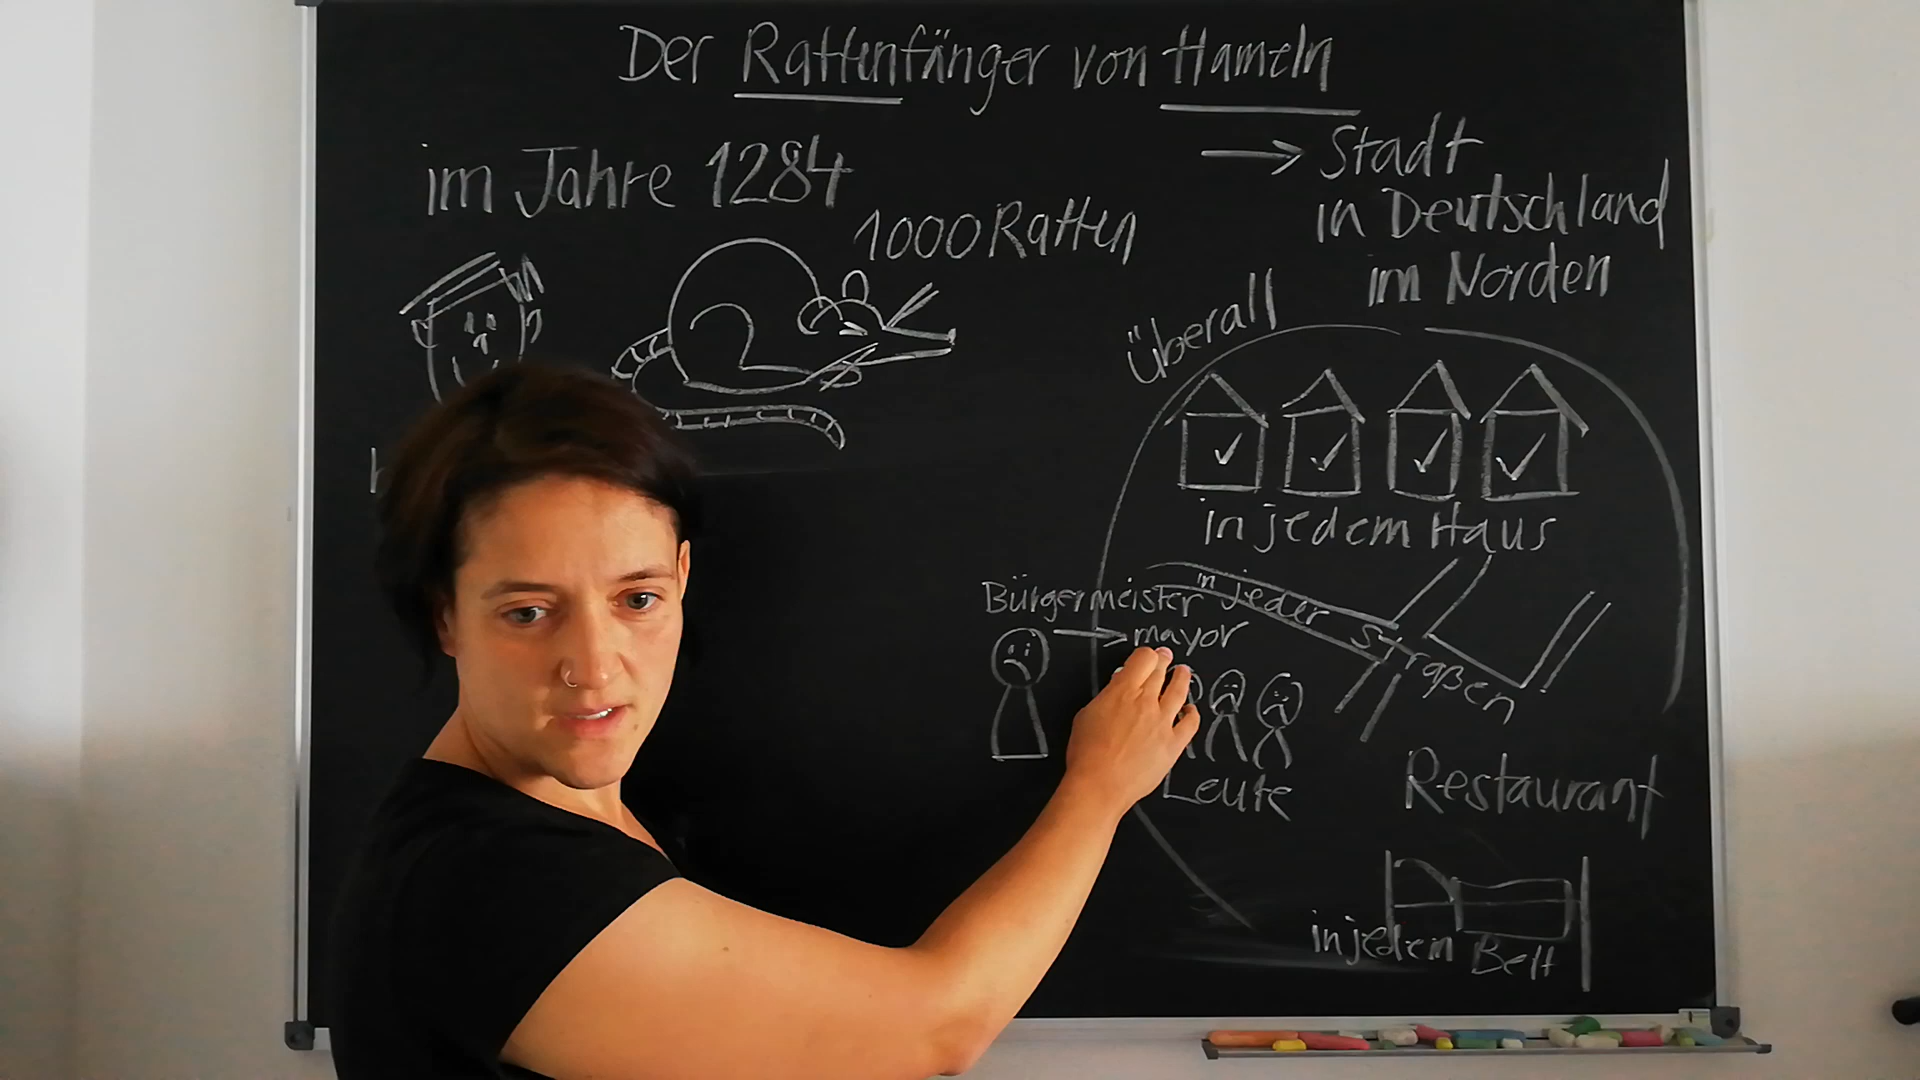 Der Rattenfänger von Hameln
im Jahre 1284
1000 Ratten
→ Stadt
in Deutschland
im Norden
überall
in jedem Haus
in jeder Straßen
Bürgermeister
→ mayor
Leute
Restaurant
in jedem Bett